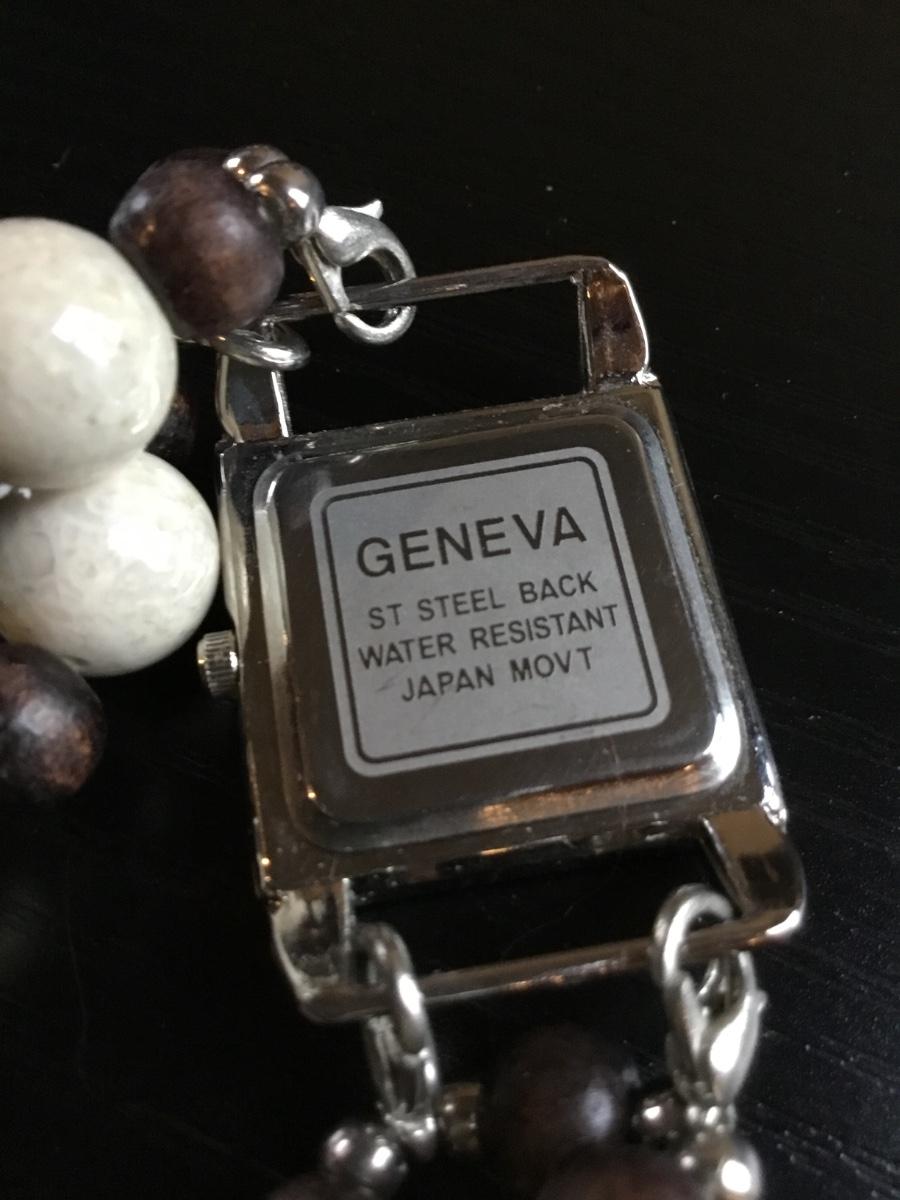 GENEVA
ST STEEL BACK
WATER RESISTANT
JAPAN MOVT